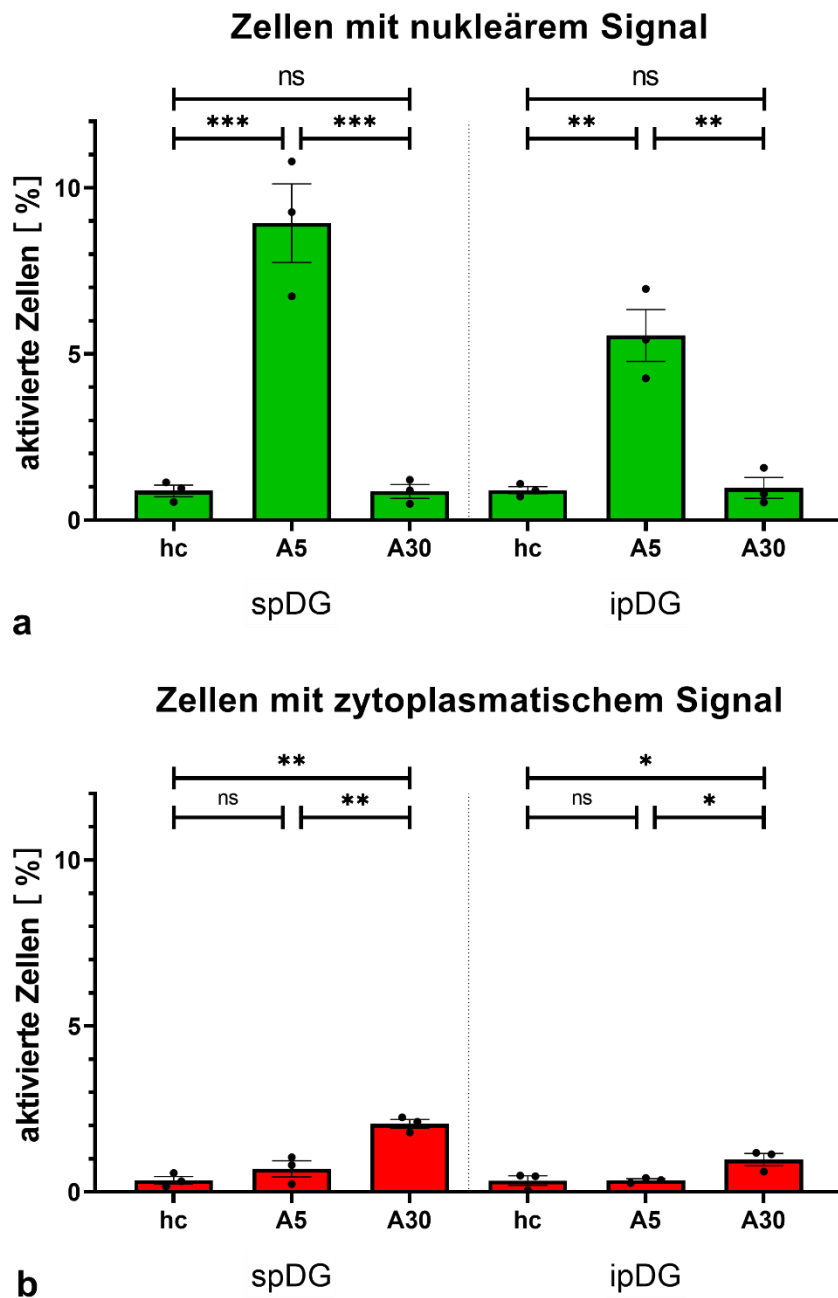 Zellen mit nukleärem Signal
ns
ns
*** ***
** **
aktivierte Zellen [ %]
10
5
0
hc A5 A30 hc A5 A30
spDG ipDG
a
Zellen mit zytoplasmatischem Signal
**
*
ns **
ns *
aktivierte Zellen [ %]
10
5
0
hc A5 A30 hc A5 A30
spDG ipDG
b